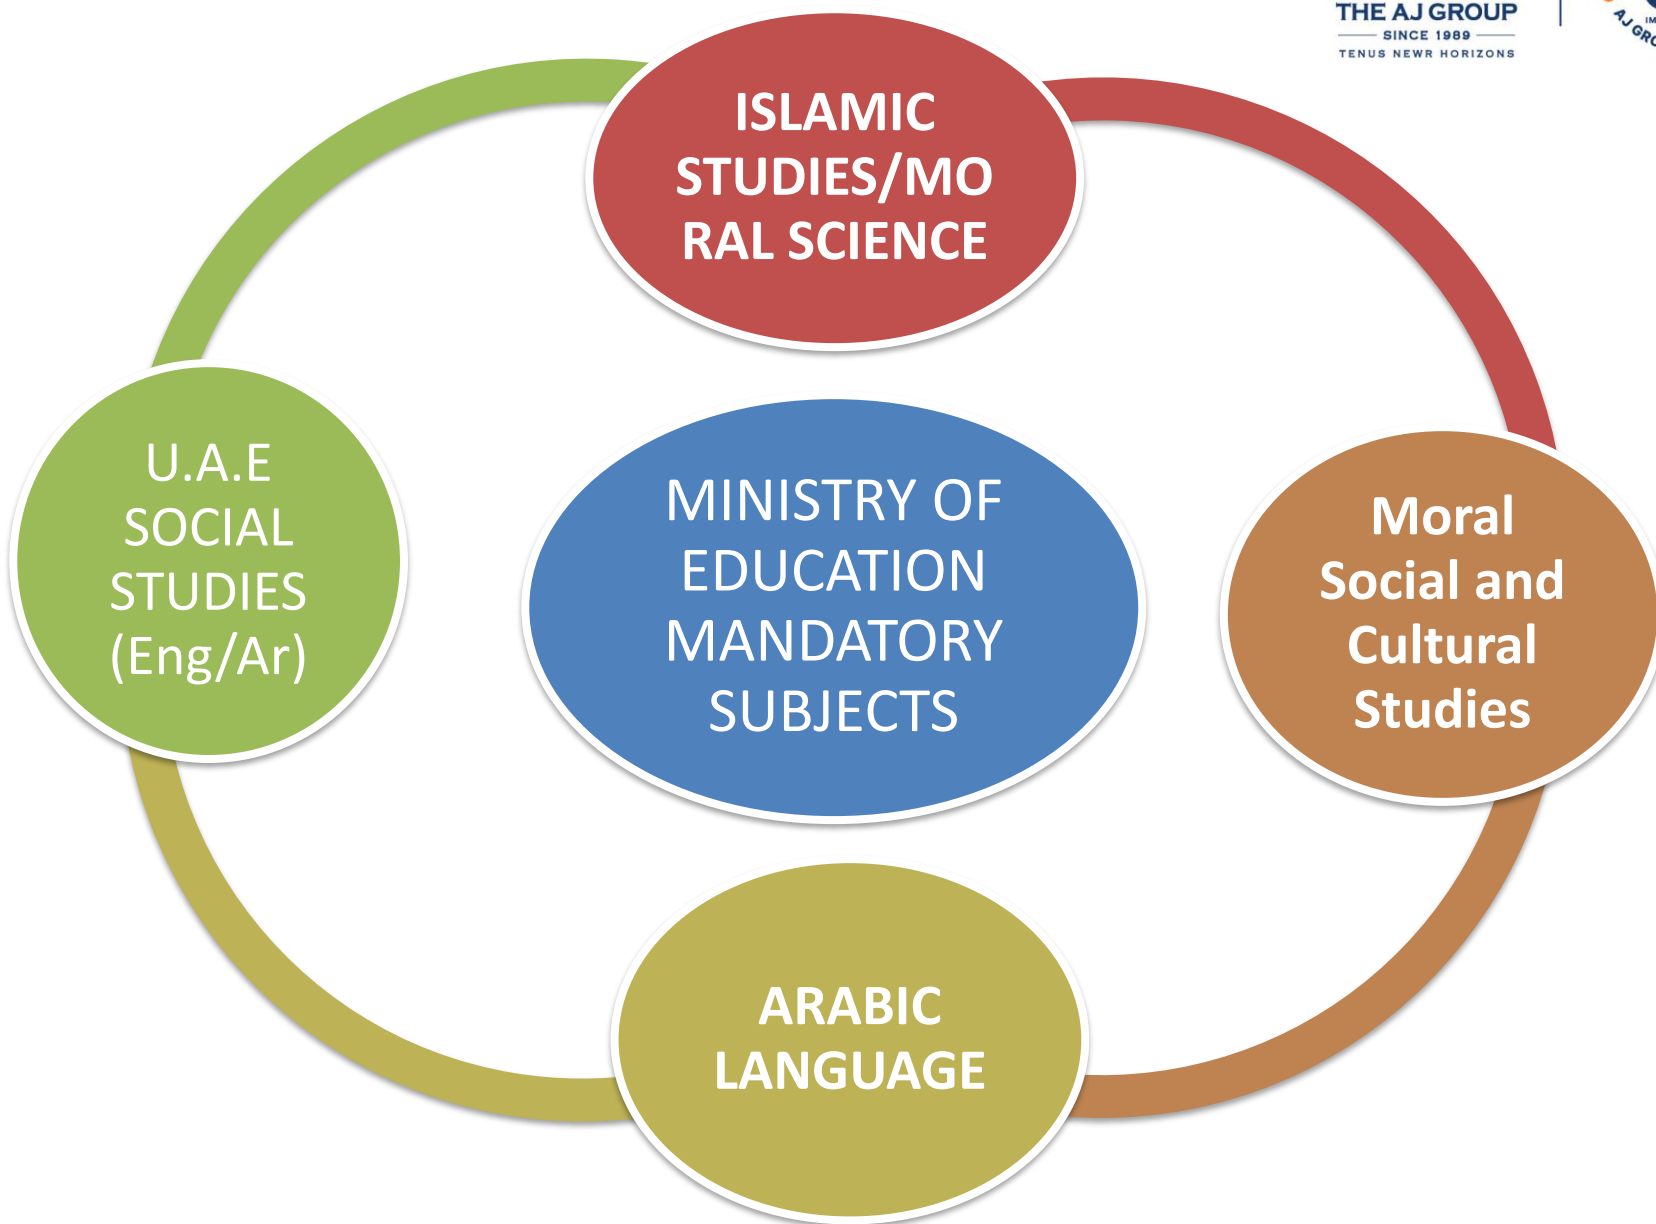 THE AJ GROUP
SINCE 1989
TENUS NEWR HORIZONS
ISLAMIC
STUDIES/MO
RAL SCIENCE
U.A.E
SOCIAL
STUDIES
(Eng/Ar)
MINISTRY OF
EDUCATION
MANDATORY
SUBJECTS
Moral
Social and
Cultural
Studies
ARABIC
LANGUAGE